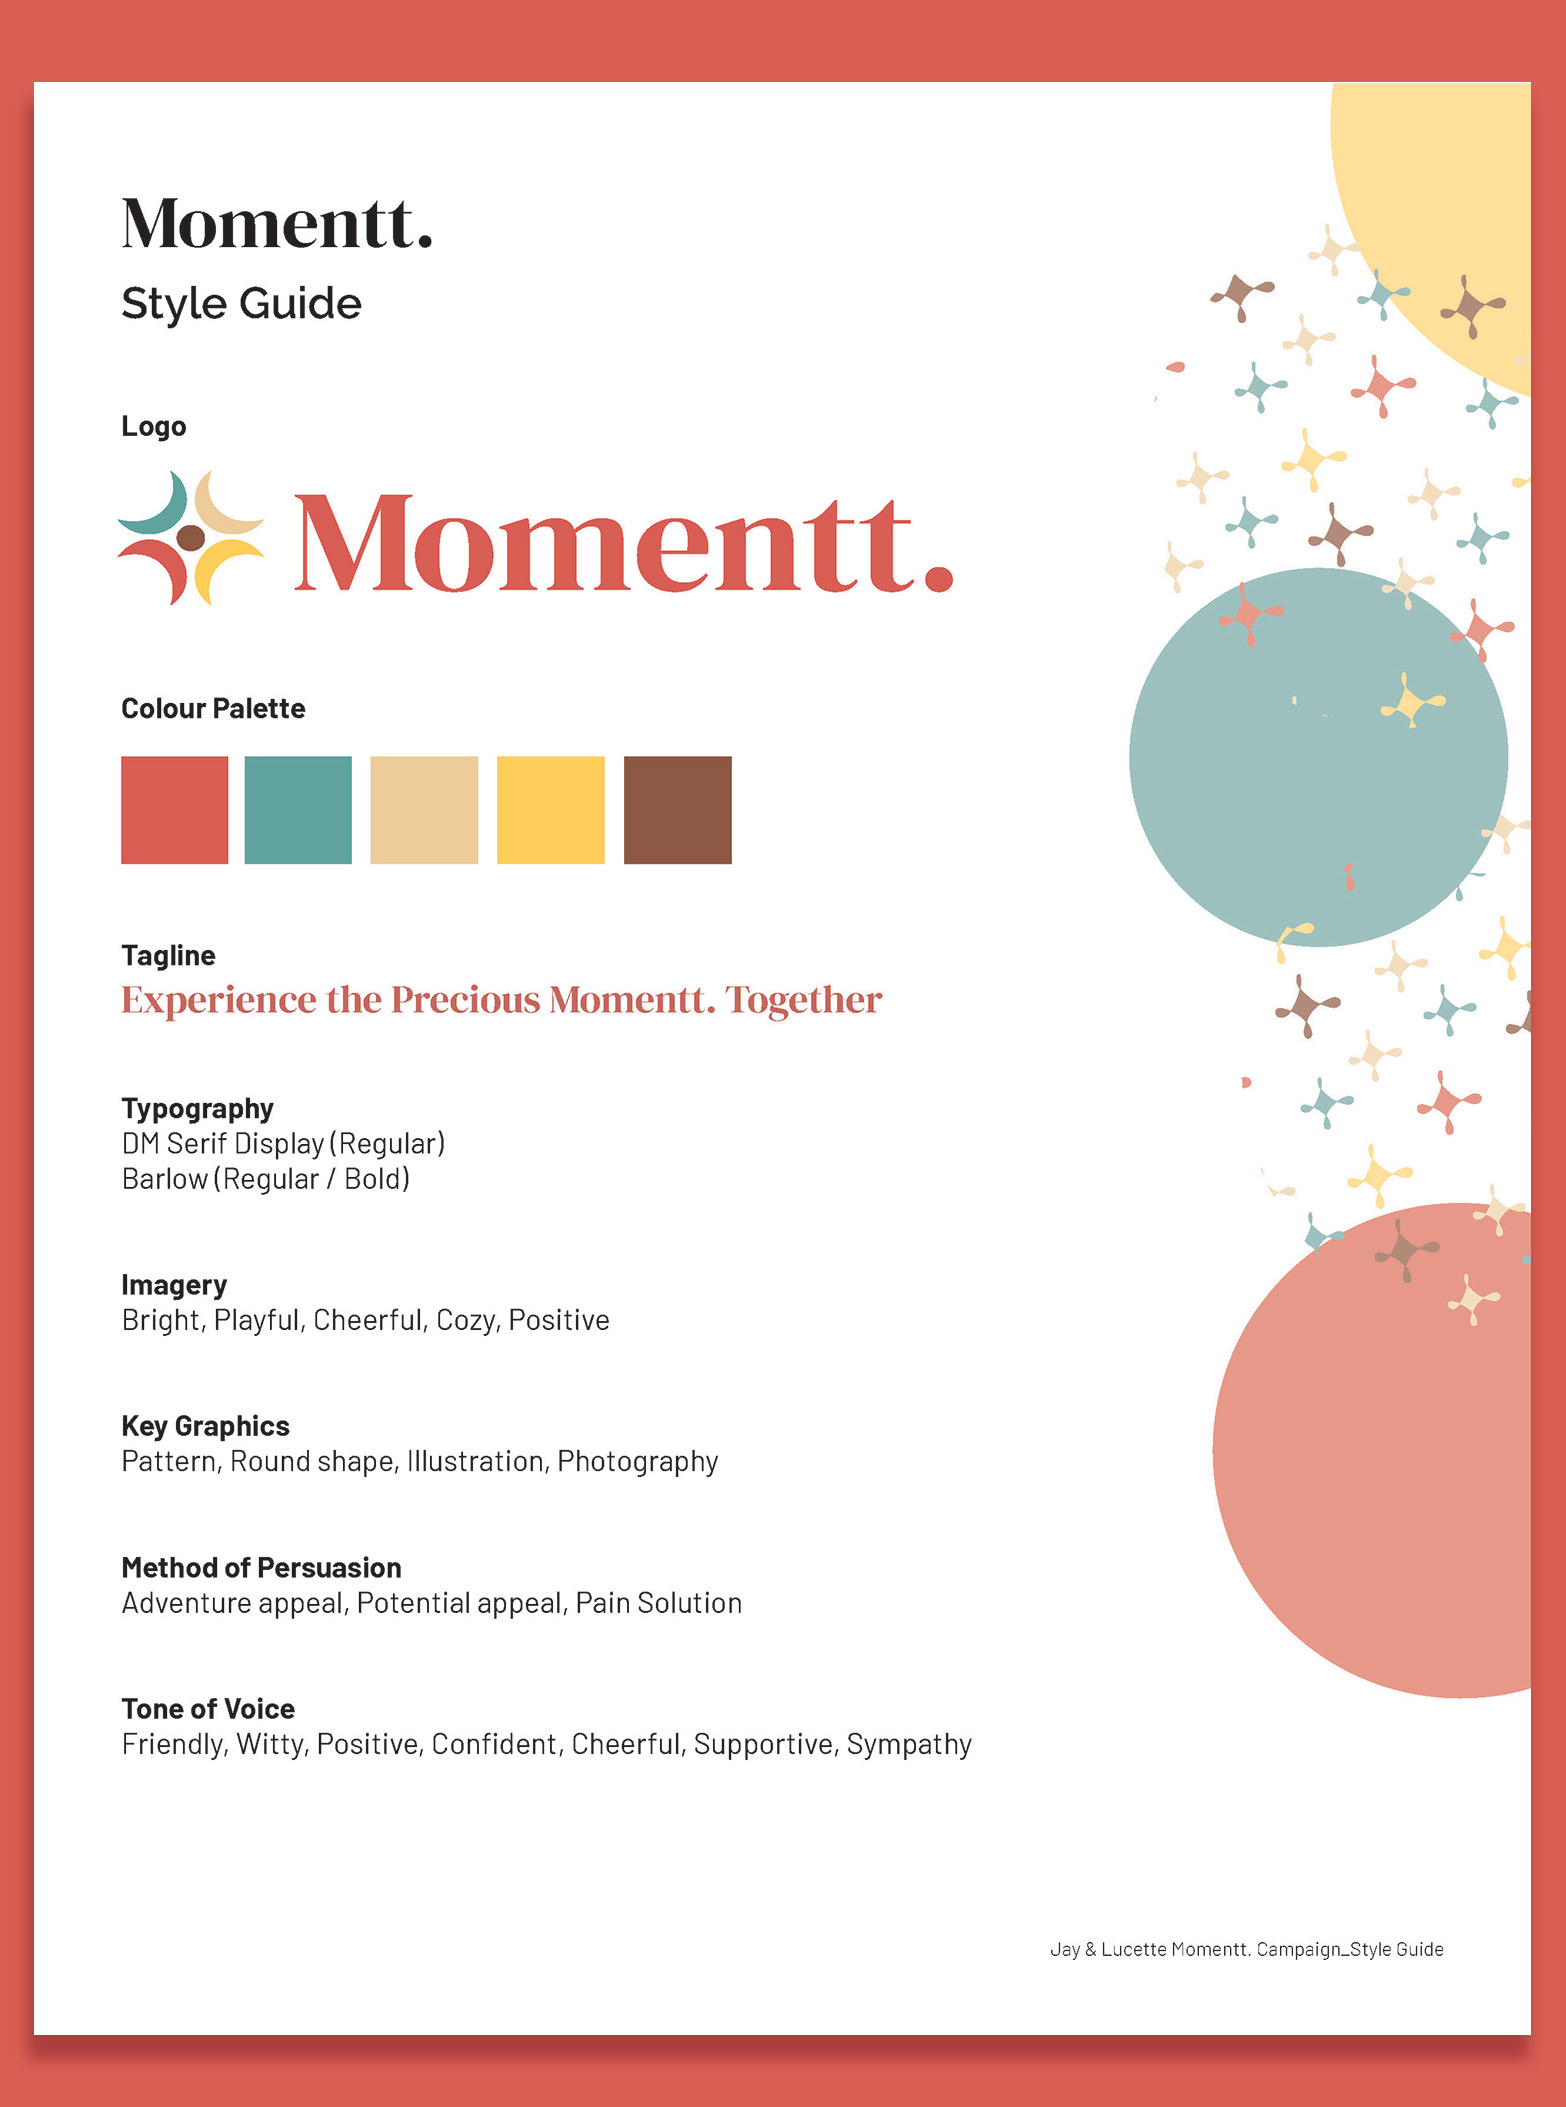 Momentt.
Style Guide
Logo
Momentt.
Colour Palette
Tagline
Experience the Precious Momentt. Together
Typography
DM Serif Display (Regular)
Barlow (Regular / Bold)
Imagery
Bright, Playful, Cheerful, Cozy, Positive
Key Graphics
Pattern, Round shape, Illustration, Photography
Method of Persuasion
Adventure appeal, Potential appeal, Pain Solution
Tone of Voice
Friendly, Witty, Positive, Confident, Cheerful, Supportive, Sympathy
Jay & Lucette Momentt. Campaign_Style Guide